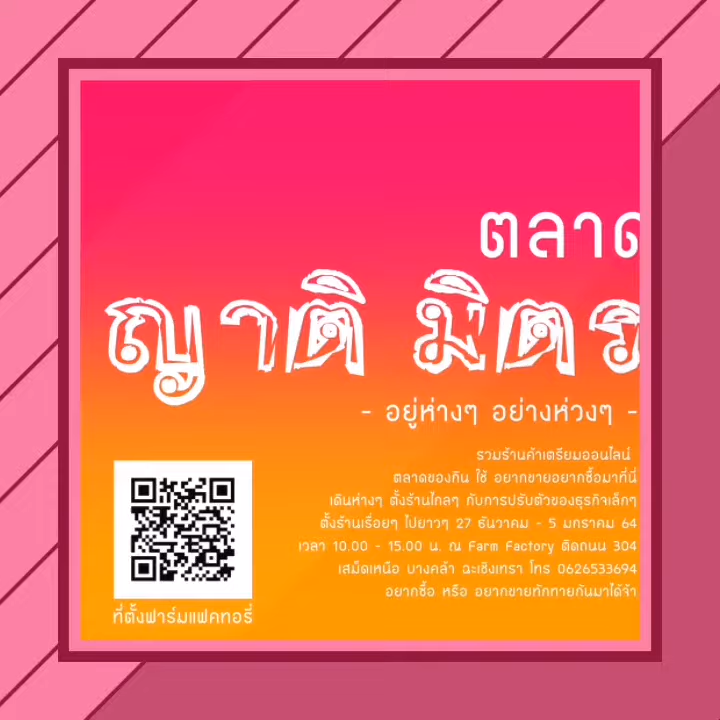 ตลาด
ญาติ มิตร
- อยู่ห่างๆ อย่างห่วงๆ -
รวมร้านค้าเตรียมออนไลน์
ตลาดของกิน ใช้ อยากขายอยากซื้อมาที่นี่
เดินห่างๆ ตั้งร้านไกลๆ กับการปรับตัวของธุรกิจเล็กๆ
ตั้งร้านเรื่อยๆ ไปยาวๆ 27 ธันวาคม - 5 มกราคม 64
เวลา 10.00 - 15.00 น. ณ Farm Factory ติดถนน 304
เสม็ดเหนือ บางคล้า ฉะเชิงเทรา โทร 0626533694
อยากซื้อ หรือ อยากขายทักทายกันมาได้จ้า
ที่ตั้งฟาร์มแฟคทอรี่